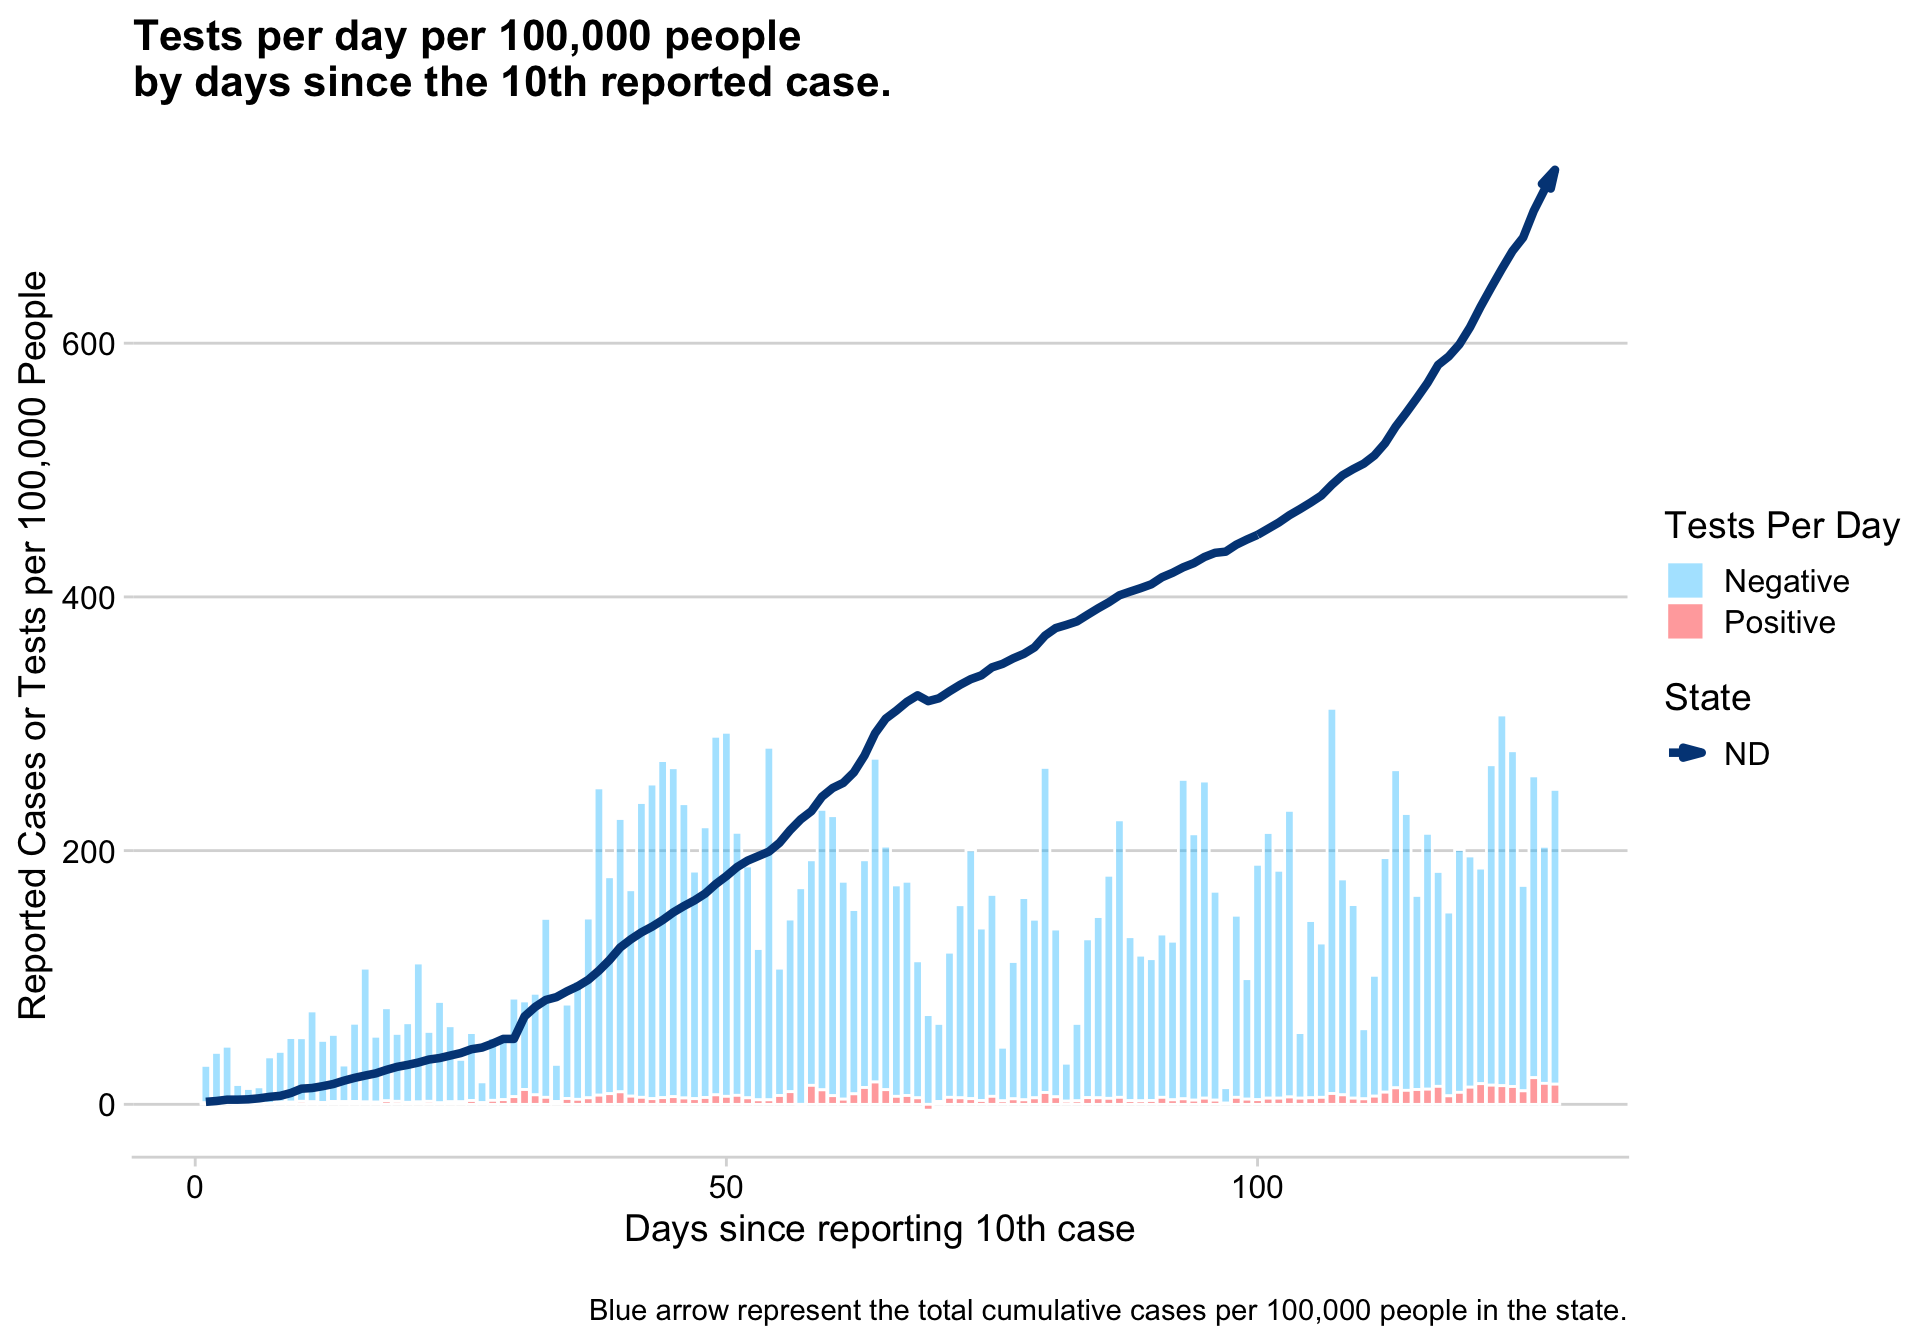 Tests per day per 100,000 people
by days since the 10th reported case.
Reported Cases or Tests per 100,000 People
600
400
200
0
0
50
100
Days since reporting 10th case
Tests Per Day
Negative
Positive
State
ND
Blue arrow represent the total cumulative cases per 100,000 people in the state.